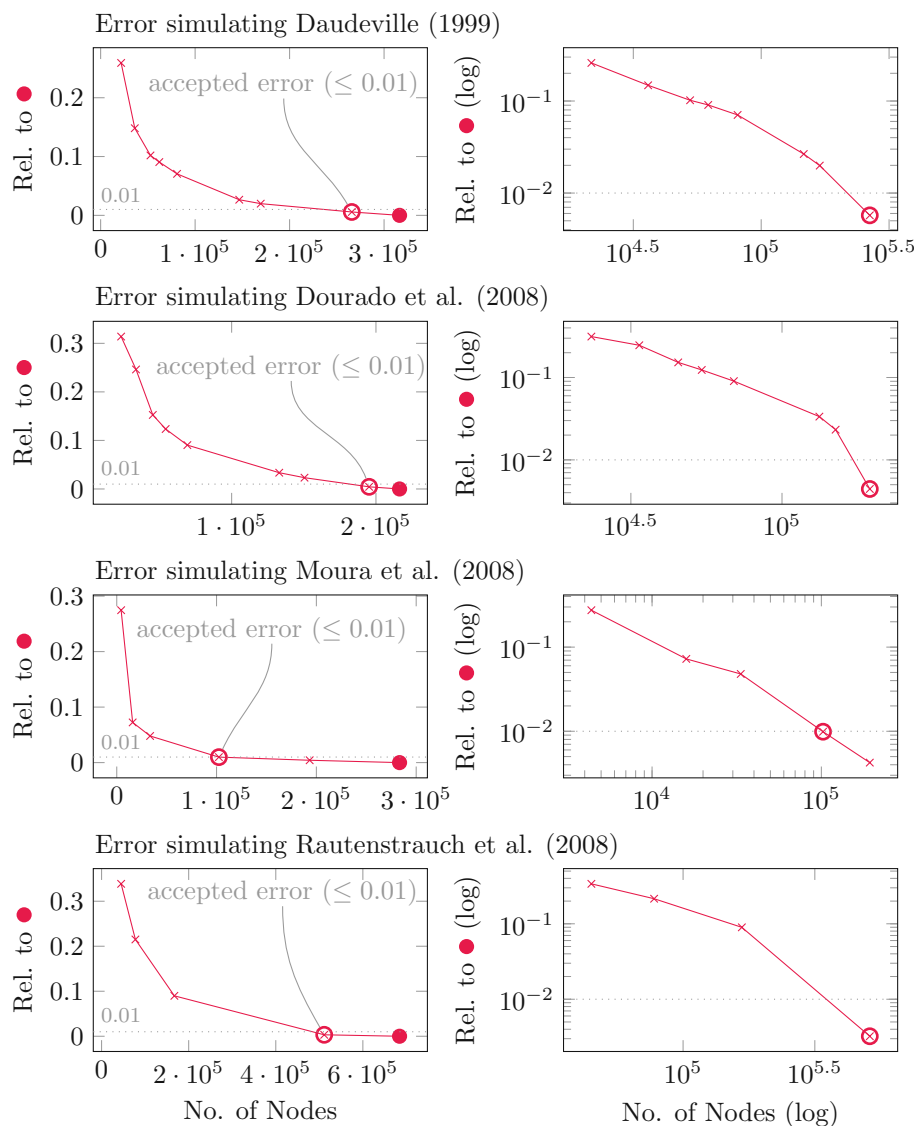 Error simulating Daudeville (1999)
Rel. to
0.2
0.1
0
0.01
accepted error (≤ 0.01)
0
1 · 10^5
2 · 10^5
3 · 10^5
Rel. to (log)
10^−1
10^−2
10^4.5
10^5
10^5.5
Error simulating Dourado et al. (2008)
Rel. to
0.3
0.2
0.1
0
0.01
accepted error (≤ 0.01)
1 · 10^5
2 · 10^5
Rel. to (log)
10^−1
10^−2
10^4.5
10^5
Error simulating Moura et al. (2008)
Rel. to
0.3
0.2
0.1
0
0.01
accepted error (≤ 0.01)
0
1 · 10^5
2 · 10^5
3 · 10^5
Rel. to (log)
10^−1
10^−2
10^4
10^5
Error simulating Rautenstrauch et al. (2008)
Rel. to
0.3
0.2
0.1
0
0.01
accepted error (≤ 0.01)
0
2 · 10^5
4 · 10^5
6 · 10^5
No. of Nodes
Rel. to (log)
10^−1
10^−2
10^5
10^5.5
No. of Nodes (log)